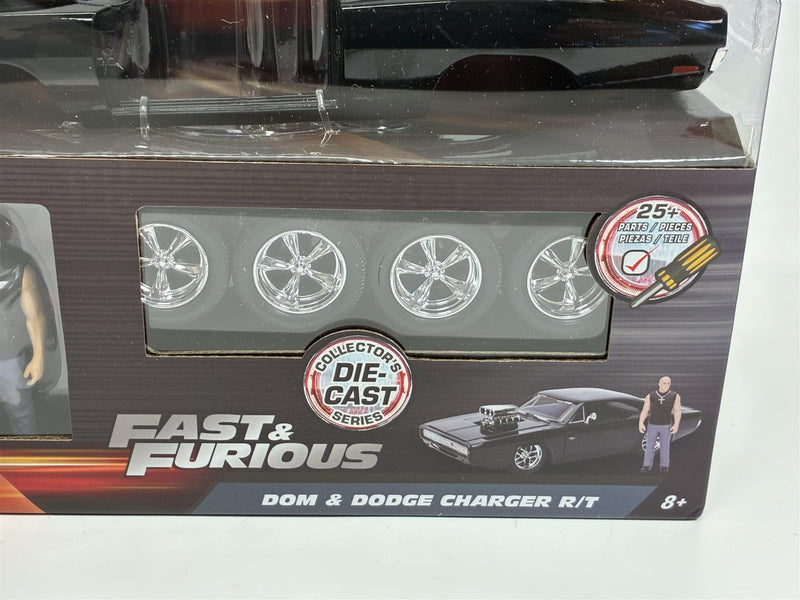 25+
PARTS / PIECES
PIEZAS / TEILE
COLLECTOR'S
DIE-
CAST
SERIES
FAST &
FURIOUS
DOM & DODGE CHARGER R/T
8+